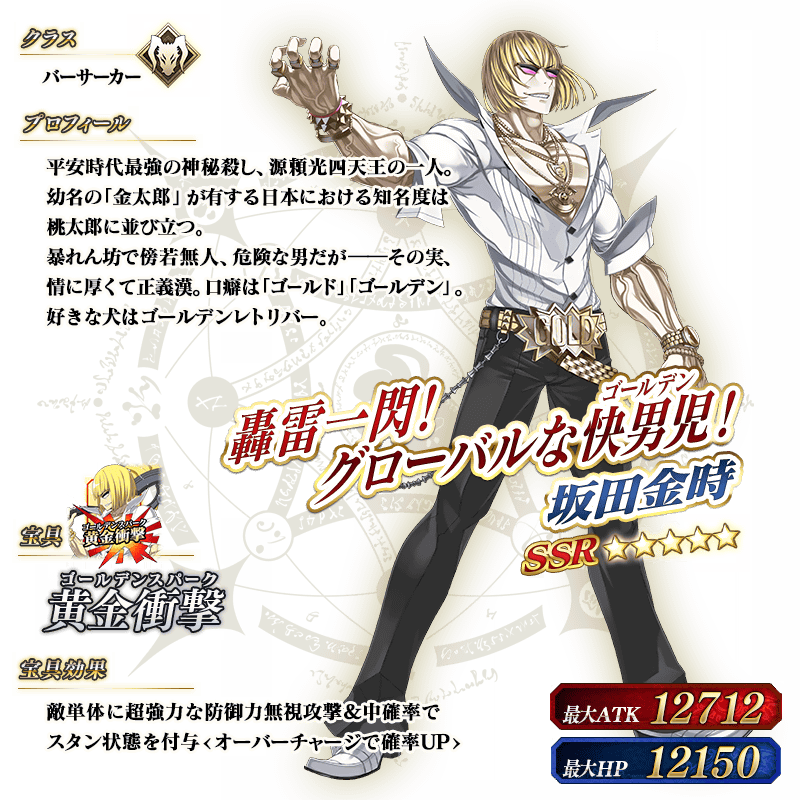 クラス
バーサーカー
プロフィール
平安時代最強の神秘殺し、源頼光四天王の一人。
幼名の「金太郎」が有する日本における知名度は
桃太郎に並び立つ。
暴れん坊で傍若無人、危険な男だが――その実、
情に厚くて正義漢。口癖は「ゴールド」「ゴールデン」。
好きな犬はゴールデンレトリバー。
GOLD
轟雷一閃!
ゴールデン
グローバルな快男児!
坂田金時
SSR ☆☆☆☆☆
宝具
ゴールデンスパーク
黄金衝撃
ゴールデンスパーク
黄金衝撃
宝具効果
敵単体に超強力な防御力無視攻撃&中確率で
スタン状態を付与<オーバーチャージで確率UP>
最大ATK 12712
最大HP 12150